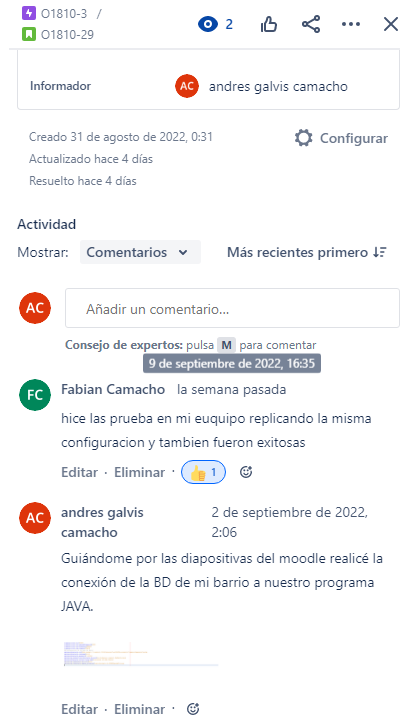 O1810-3 /
O1810-29
2
Informador
AC
andres galvis camacho
Creado 31 de agosto de 2022, 0:31
Configurar
Actualizado hace 4 días
Resuelto hace 4 días
Actividad
Mostrar:
Comentarios
Más recientes primero
AC
Añadir un comentario...
Consejo de expertos: pulsa M para comentar
9 de septiembre de 2022, 16:35
FC
Fabian Camacho la semana pasada
hice las prueba en mi euquipo replicando la misma
configuracion y tambien fueron exitosas
Editar · Eliminar · 1
AC
andres galvis
camacho
2 de septiembre de 2022,
2:06
Guiándome por las diapositivas del moodle realicé la
conexión de la BD de mi barrio a nuestro programa
JAVA.
Editar · Eliminar ·